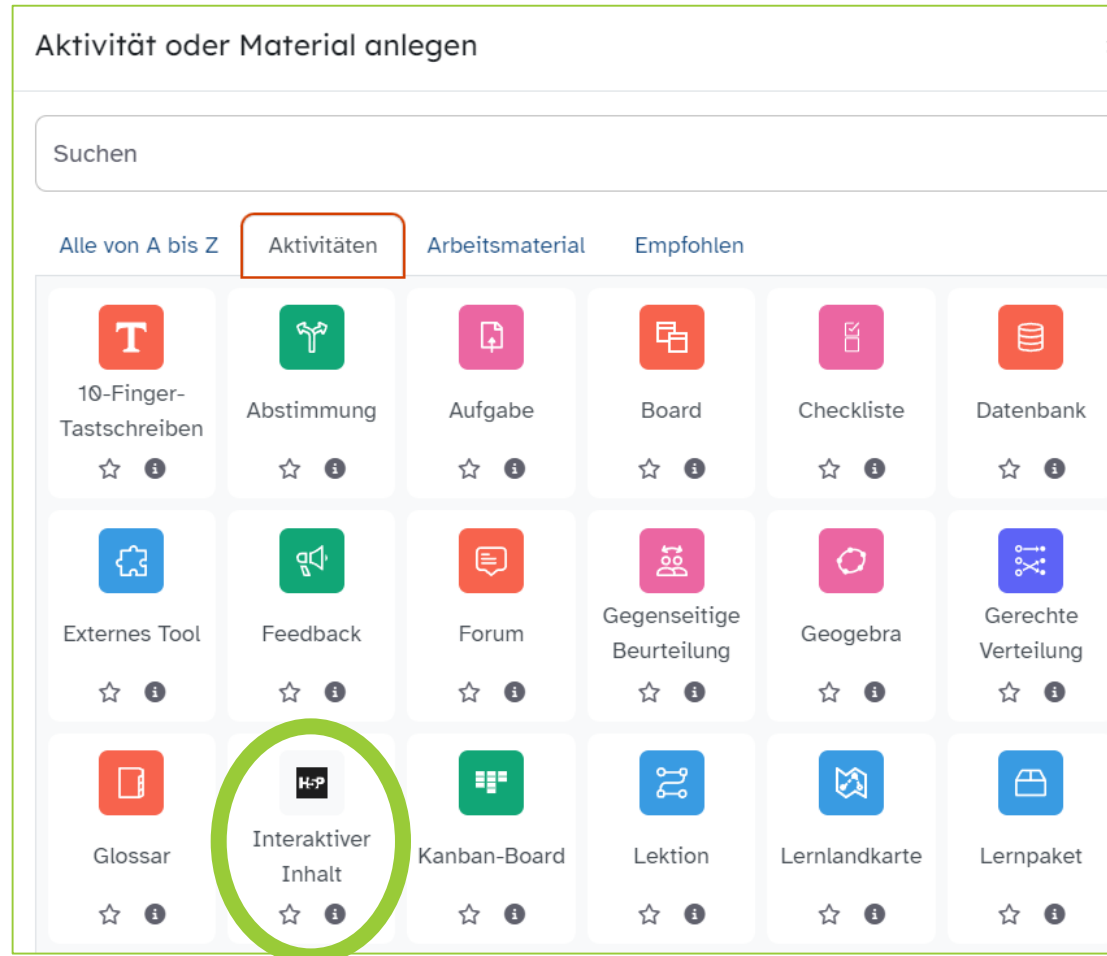 Aktivität oder Material anlegen
Suchen
Alle von A bis Z Aktivitäten Arbeitsmaterial Empfohlen
T
10-Finger-
Tastschreiben
Abstimmung
Aufgabe
Board
Checkliste
Datenbank
Externes Tool
Feedback
Forum
Gegenseitige
Beurteilung
Geogebra
Gerechte
Verteilung
Glossar
H-P
Interaktiver
Inhalt
Kanban-Board
Lektion
Lernlandkarte
Lernpaket